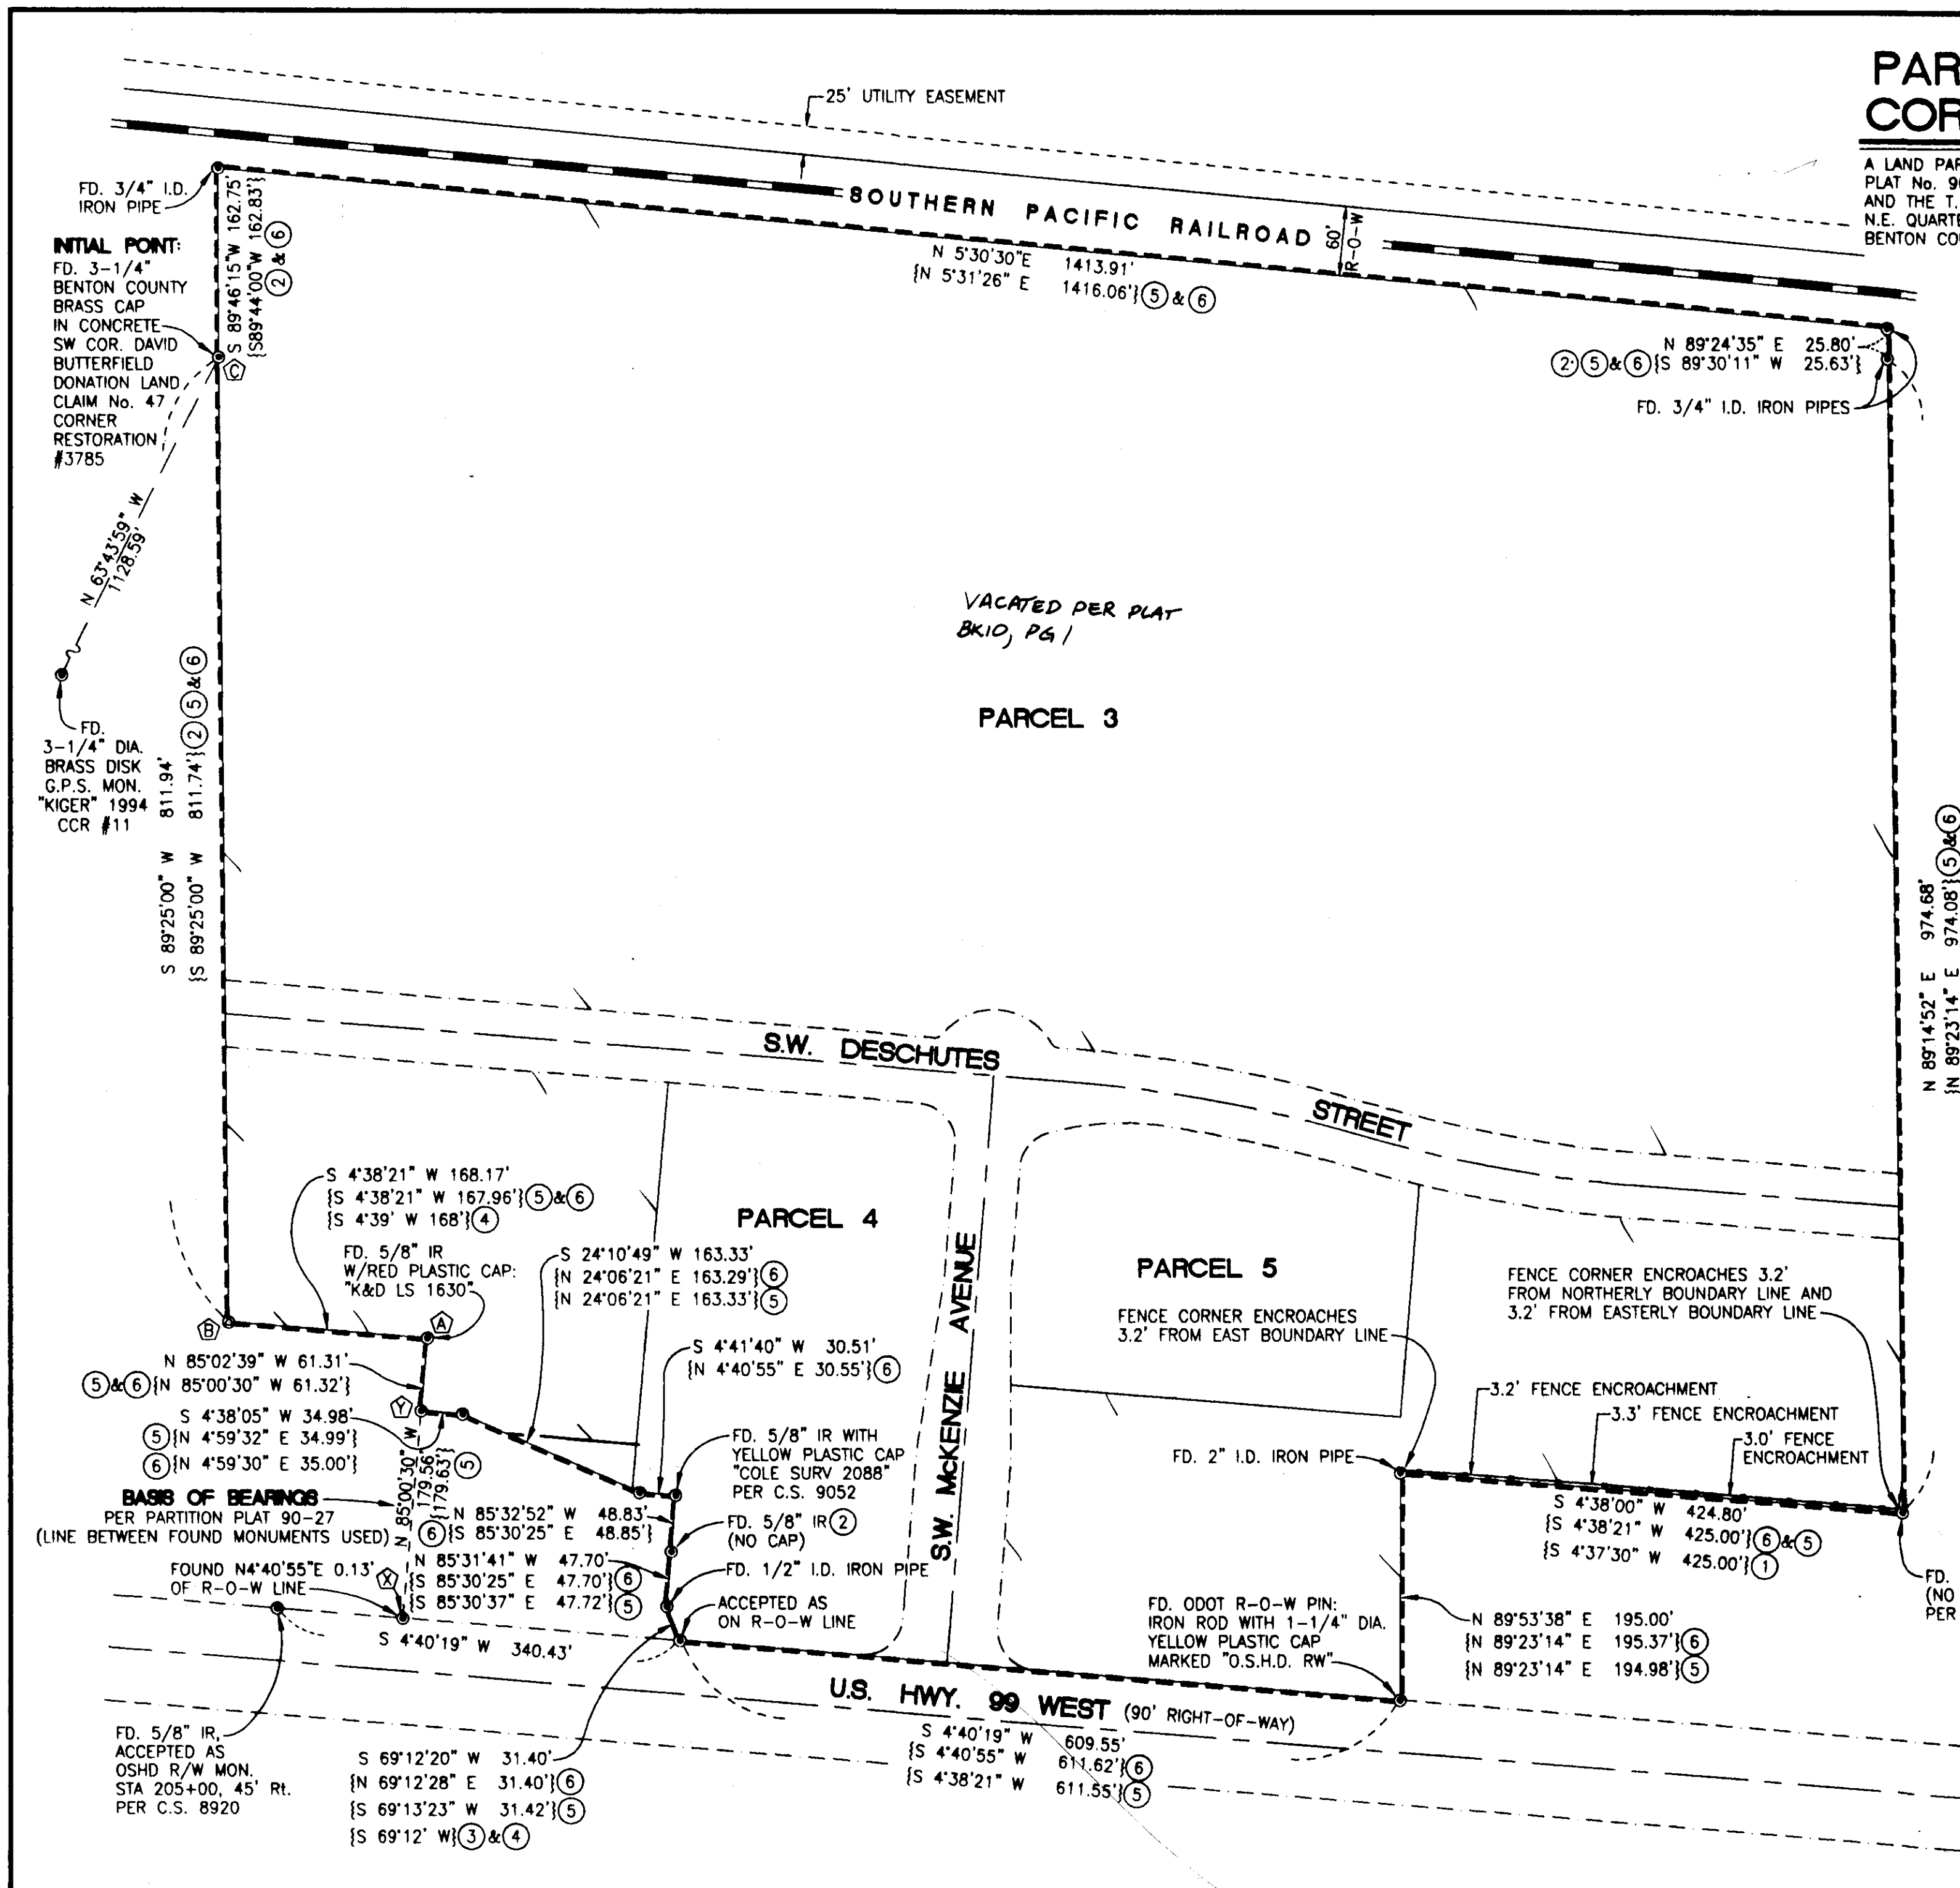 PAR
COR
A LAND PAR
PLAT No. 9
AND THE T.
N.E. QUARTE
BENTON CO
25' UTILITY EASEMENT
SOUTHERN PACIFIC RAILROAD
60'
R-O-W
N 5°30'30"E 1413.91'
{N 5°31'26" E 1416.06'} 5 & 6
FD. 3/4" I.D.
IRON PIPE
S 89°46'15"W 162.75'
{S89°44'00"W 162.83'}
2 & 6
INITIAL POINT:
FD. 3-1/4"
BENTON COUNTY
BRASS CAP
IN CONCRETE
SW COR. DAVID
BUTTERFIELD
DONATION LAND
CLAIM No. 47
CORNER
RESTORATION
#3785
C
N 89°24'35" E 25.80'
2 5 & 6 {S 89°30'11" W 25.63'}
FD. 3/4" I.D. IRON PIPES
N 63°43'59" W
1128.59'
VACATED PER PLAT
BK10, PG 1
PARCEL 3
FD.
3-1/4" DIA.
BRASS DISK
G.P.S. MON.
"KIGER" 1994
CCR #11
S 89°25'00" W 811.94'
{S 89°25'00" W 811.74'} 2 5 & 6
N 89°14'52" E 974.68'
{N 89°23'14" E 974.08'} 5 & 6
S.W. DESCHUTES
STREET
S 4°38'21" W 168.17'
{S 4°38'21" W 167.96'} 5 & 6
{S 4°39' W 168'} 4
FD. 5/8" IR
W/RED PLASTIC CAP:
"K&D LS 1630"
PARCEL 4
S 24°10'49" W 163.33'
{N 24°06'21" E 163.29'} 6
{N 24°06'21" E 163.33'} 5
S.W. McKENZIE AVENUE
PARCEL 5
FENCE CORNER ENCROACHES
3.2' FROM EAST BOUNDARY LINE
FENCE CORNER ENCROACHES 3.2'
FROM NORTHERLY BOUNDARY LINE AND
3.2' FROM EASTERLY BOUNDARY LINE
B
A
S 4°41'40" W 30.51'
{N 4°40'55" E 30.55'} 6
N 85°02'39" W 61.31'
5 & 6 {N 85°00'30" W 61.32'}
Y
S 4°38'05" W 34.98'
5 {N 4°59'32" E 34.99'}
6 {N 4°59'30" E 35.00'}
3.2' FENCE ENCROACHMENT
3.3' FENCE ENCROACHMENT
3.0' FENCE
ENCROACHMENT
FD. 5/8" IR WITH
YELLOW PLASTIC CAP
"COLE SURV 2088"
PER C.S. 9052
FD. 2" I.D. IRON PIPE
BASIS OF BEARINGS
PER PARTITION PLAT 90-27
(LINE BETWEEN FOUND MONUMENTS USED)
N 85°00'30" W
179.56'
{179.63'} 5
N 85°32'52" W 48.83'
6 {S 85°30'25" E 48.85'}
FD. 5/8" IR 2
(NO CAP)
S 4°38'00" W 424.80'
{S 4°38'21" W 425.00'} 6 & 5
{S 4°37'30" W 425.00'} 1
FOUND N4°40'55"E 0.13'
OF R-O-W LINE
X
N 85°31'41" W 47.70'
{S 85°30'25" E 47.70'} 6
{S 85°30'37" E 47.72'} 5
FD. 1/2" I.D. IRON PIPE
ACCEPTED AS
ON R-O-W LINE
FD.
(NO
PER
FD. ODOT R-O-W PIN:
IRON ROD WITH 1-1/4" DIA.
YELLOW PLASTIC CAP
MARKED "O.S.H.D. RW"
N 89°53'38" E 195.00'
{N 89°23'14" E 195.37'} 6
{N 89°23'14" E 194.98'} 5
S 4°40'19" W 340.43'
U.S. HWY. 99 WEST (90' RIGHT-OF-WAY)
S 4°40'19" W 609.55'
{S 4°40'55" W 611.62'} 6
{S 4°38'21" W 611.55'} 5
FD. 5/8" IR,
ACCEPTED AS
OSHD R/W MON.
STA 205+00, 45' Rt.
PER C.S. 8920
S 69°12'20" W 31.40'
{N 69°12'28" E 31.40'} 6
{S 69°13'23" W 31.42'} 5
{S 69°12' W} 3 & 4